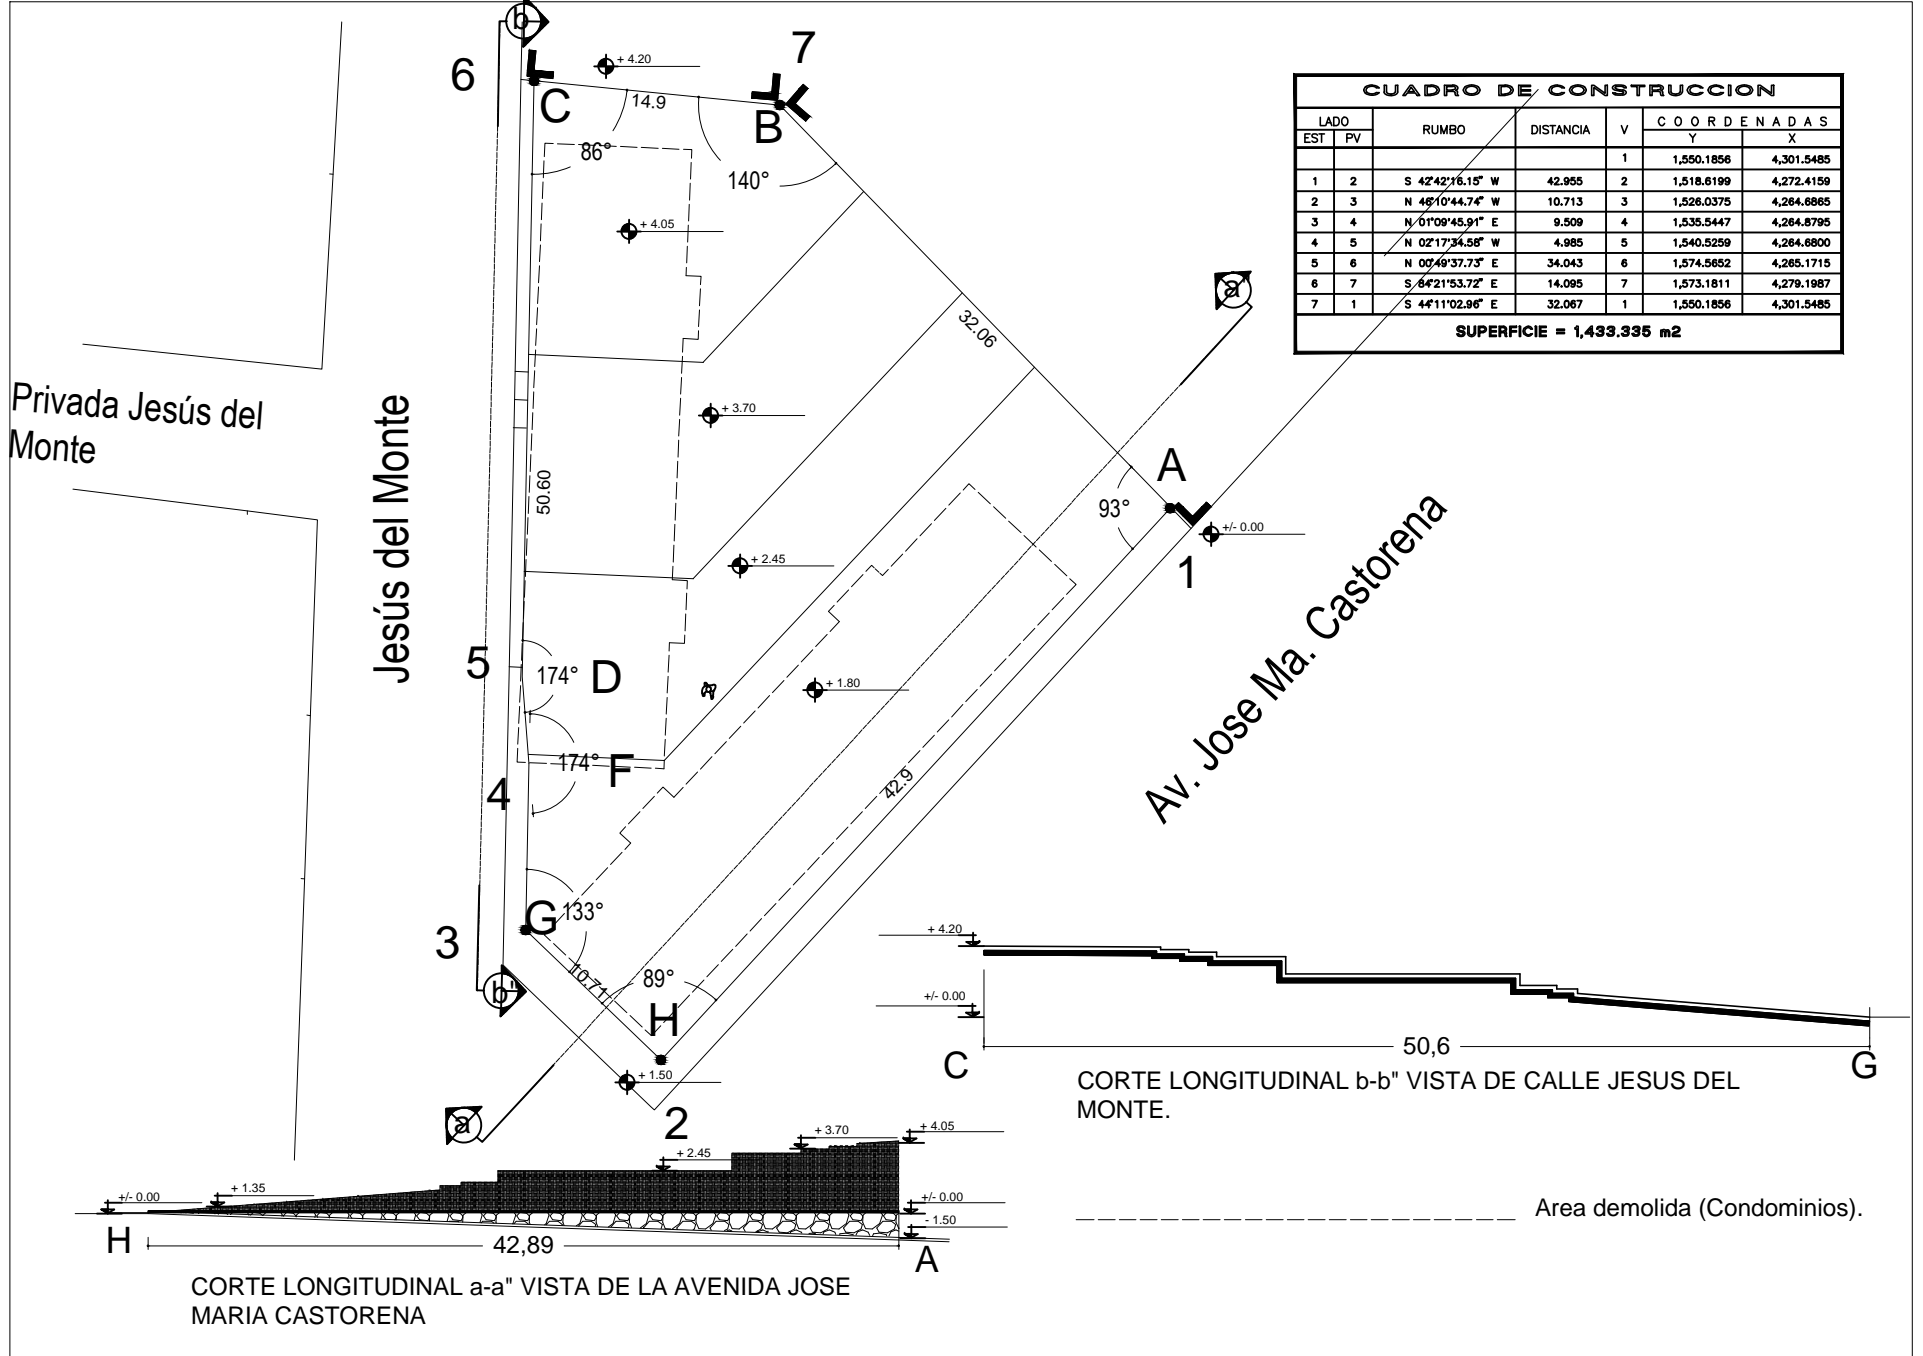 b
6
7
+ 4.20
C
14.9
B
86°
140°
+ 4.05
CUADRO DE CONSTRUCCION
LADO RUMBO DISTANCIA V COORDENADAS
EST PV Y X
1 1,550.1856 4,301.5485
1 2 S 42°42'16.15" W 42.955 2 1,518.6199 4,272.4159
2 3 N 46°10'44.74" W 10.713 3 1,526.0375 4,264.6865
3 4 N 01°09'45.91" E 9.509 4 1,535.5447 4,264.8795
4 5 N 02°17'34.58" W 4.985 5 1,540.5259 4,264.6800
5 6 N 00°49'37.73" E 34.043 6 1,574.5652 4,265.1715
6 7 S 84°21'53.72" E 14.095 7 1,573.1811 4,279.1987
7 1 S 44°11'02.96" E 32.067 1 1,550.1856 4,301.5485
SUPERFICIE = 1,433.335 m2
a"
32.06
Privada Jesús del
Monte
Jesús del Monte
+ 3.70
50.60
A
93°
+/- 0.00
1
+ 2.45
Av. Jose Ma. Castorena
5
174°
D
+ 1.80
174°
F
4
42.9
G
133°
3
10.71
89°
b"
H
+ 1.50
2
a
+ 4.20
+/- 0.00
50,6
C
G
CORTE LONGITUDINAL b-b" VISTA DE CALLE JESUS DEL
MONTE.
+ 4.05
+ 3.70
+ 2.45
+ 1.35
+/- 0.00
+/- 0.00
- 1.50
H
42,89
A
CORTE LONGITUDINAL a-a" VISTA DE LA AVENIDA JOSE
MARIA CASTORENA
Area demolida (Condominios).